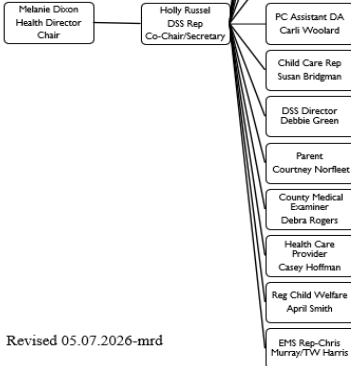 Melanie Dixon
Health Director
Chair
Holly Russel
DSS Rep
Co-Chair/Secretary
PC Assistant DA
Carli Woolard
Child Care Rep
Susan Bridgman
DSS Director
Debbie Green
Parent
Courtney Norfleet
County Medical
Examiner
Debra Rogers
Health Care
Provider
Casey Hoffman
Reg Child Welfare
April Smith
EMS Rep-Chris
Murray/TW Harris
Revised 05.07.2026-mrd